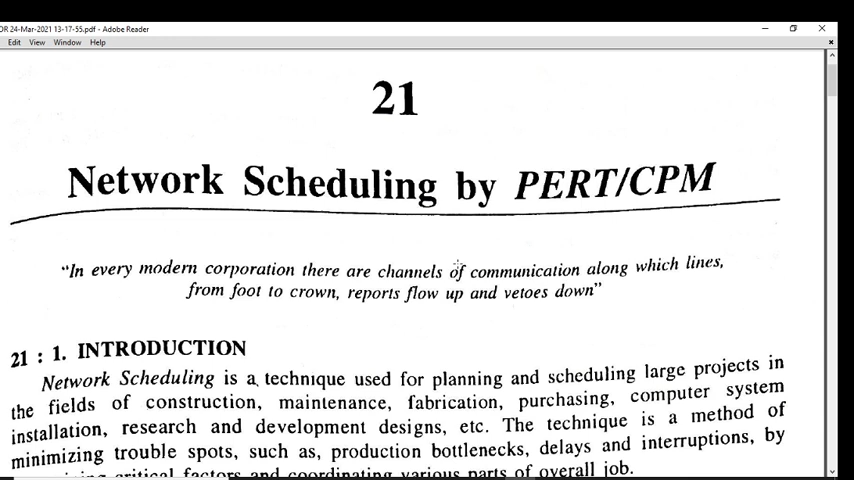 OR 24-Mar-2021 13-17-55.pdf - Adobe Reader
Edit View Window Help
21
Network Scheduling by PERT/CPM
"In every modern corporation there are channels of communication along which lines,
from foot to crown, reports flow up and vetoes down"
21 : 1. INTRODUCTION
Network Scheduling is a technique used for planning and scheduling large projects in
the fields of construction, maintenance, fabrication, purchasing, computer system
installation, research and development designs, etc. The technique is a method of
minimizing trouble spots, such as, production bottlenecks, delays and interruptions, by
critical factors and coordinating various parts of overall job.